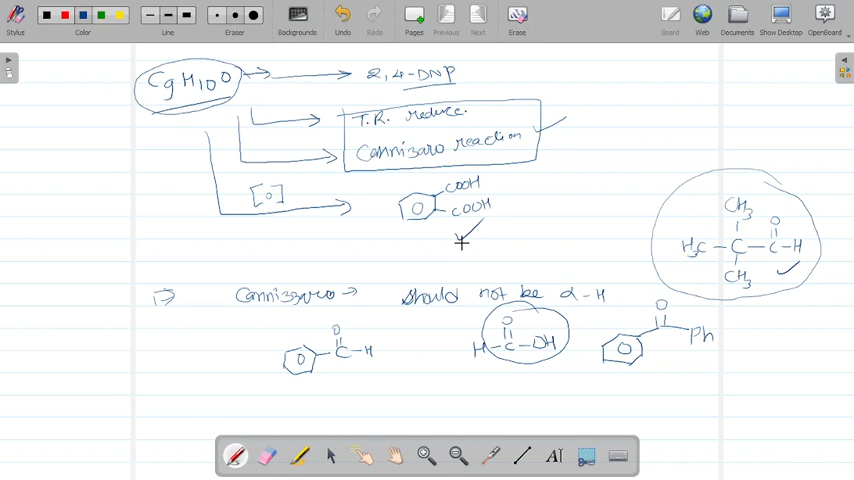 Stylus
Color
Line
Eraser
Backgrounds
Undo
Redo
Pages
Previous
Next
Erase
Board
Web
Documents
Show Desktop
OpenBoard
C9H10O → 2,4-DNP
T.R. reduce.
Cannizaro reaction
[O]
COOH
COOH
CH3
O
H3C - C - C - H
CH3
Cannizzaro → should not be α-H
O
C-H
O
H-C-OH
O
Ph